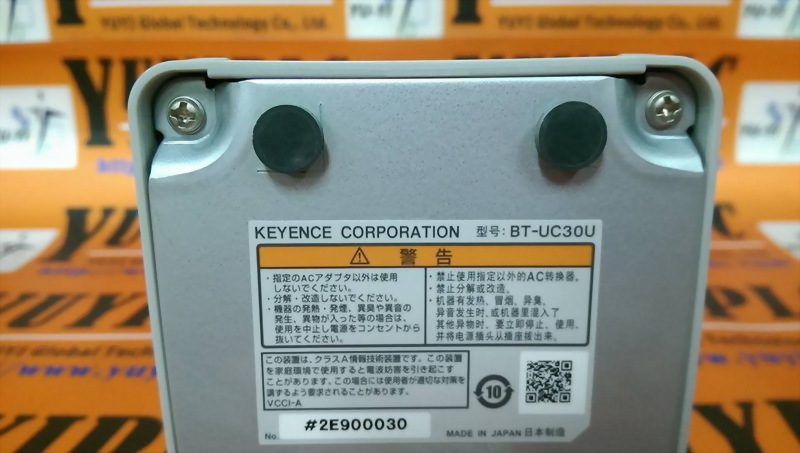 YUYI Global Technology Co., Ltd.
KEYENCE CORPORATION 型号: BT-UC30U
警告
・指定のACアダプタ以外は使用
しないでください。
・分解・改造しないでください。
・機器の発熱・発煙、異臭や異音の
発生、異物が入った等の場合は、
使用を中止し電源をコンセントから
抜いてください。
・禁止使用指定以外的AC转换器。
・禁止分解或改造。
・机器有发热、冒烟、异臭、
异音发生时、或机器里混入了
其他异物时、要立即停止、使用、
并将电源插头从插座拔出来。
この装置は、クラスA情報技術装置です。この装置
を家庭環境で使用すると電波妨害を引き起こす
ことがあります。この場合には使用者が適切な対策を
講ずるよう要求されることがあります。
VCCI-A
10
No. #2E900030
MADE IN JAPAN 日本制造